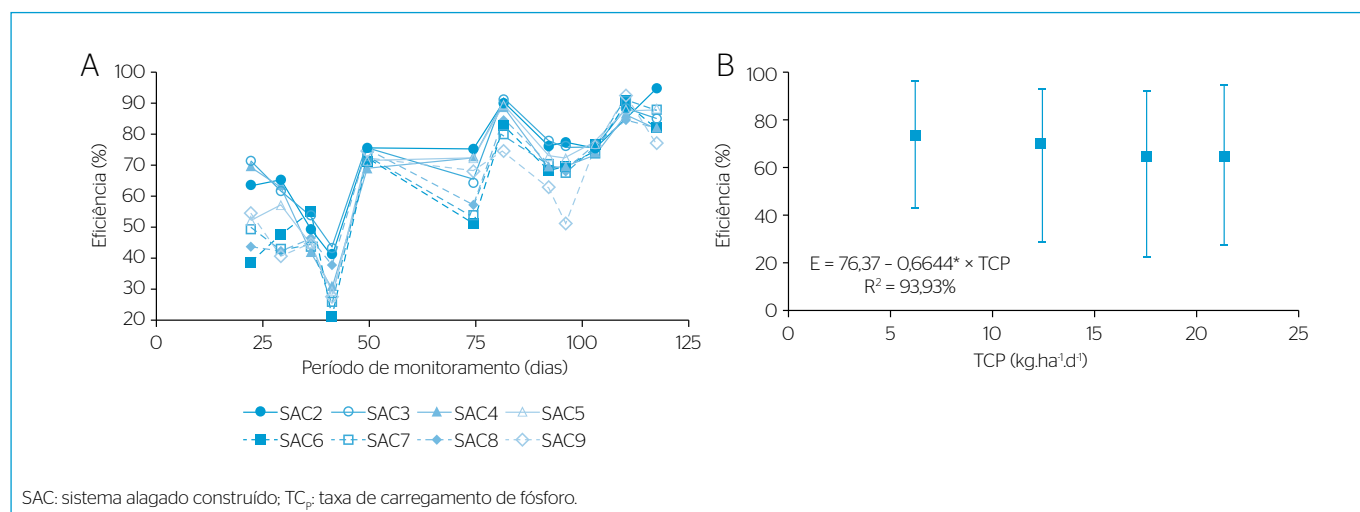 A
Eficiência (%)
100
90
80
70
60
50
40
30
20
0
25
50
75
100
125
Período de monitoramento (dias)
SAC2 SAC3 SAC4 SAC5
SAC6 SAC7 SAC8 SAC9
B
Eficiência (%)
100
80
60
40
20
0
E = 76,37 – 0,6644* × TCP
R² = 93,93%
0
5
10
15
20
25
TCP (kg.ha⁻¹.d⁻¹)
SAC: sistema alagado construído; TCₚ: taxa de carregamento de fósforo.